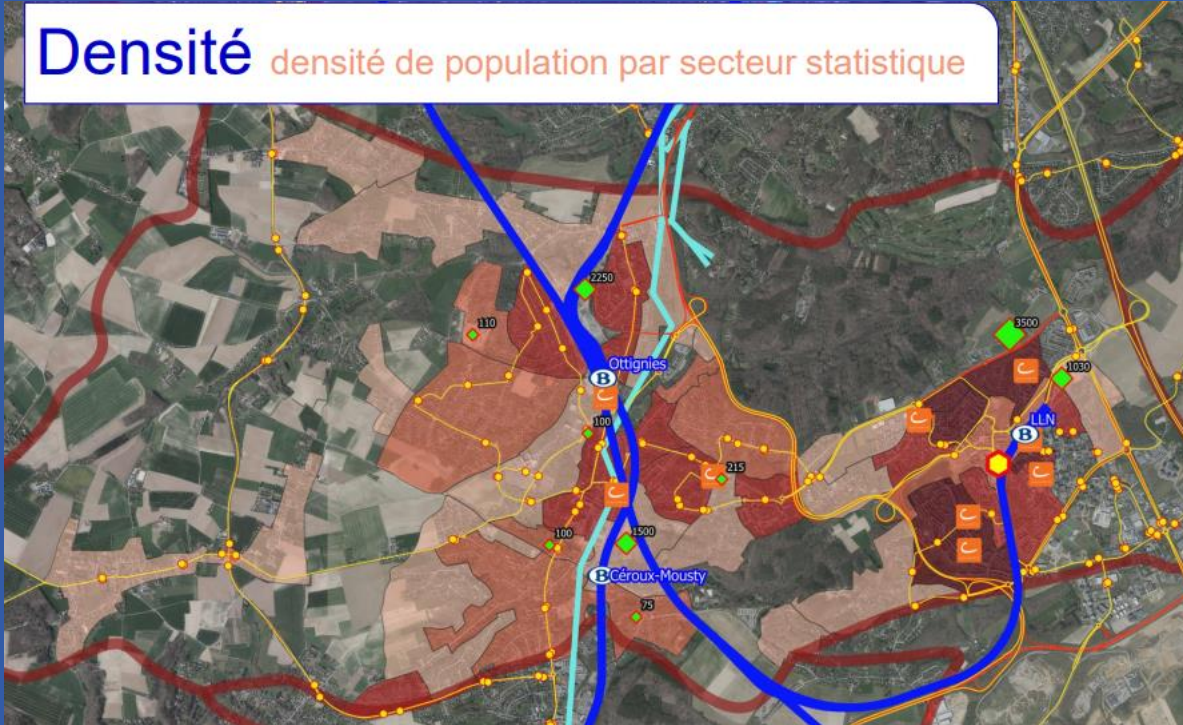 Densité densité de population par secteur statistique
2250
110
3500
Ottignies
B
1030
100
LLN
B
215
100
1500
B Céroux-Mousty
75